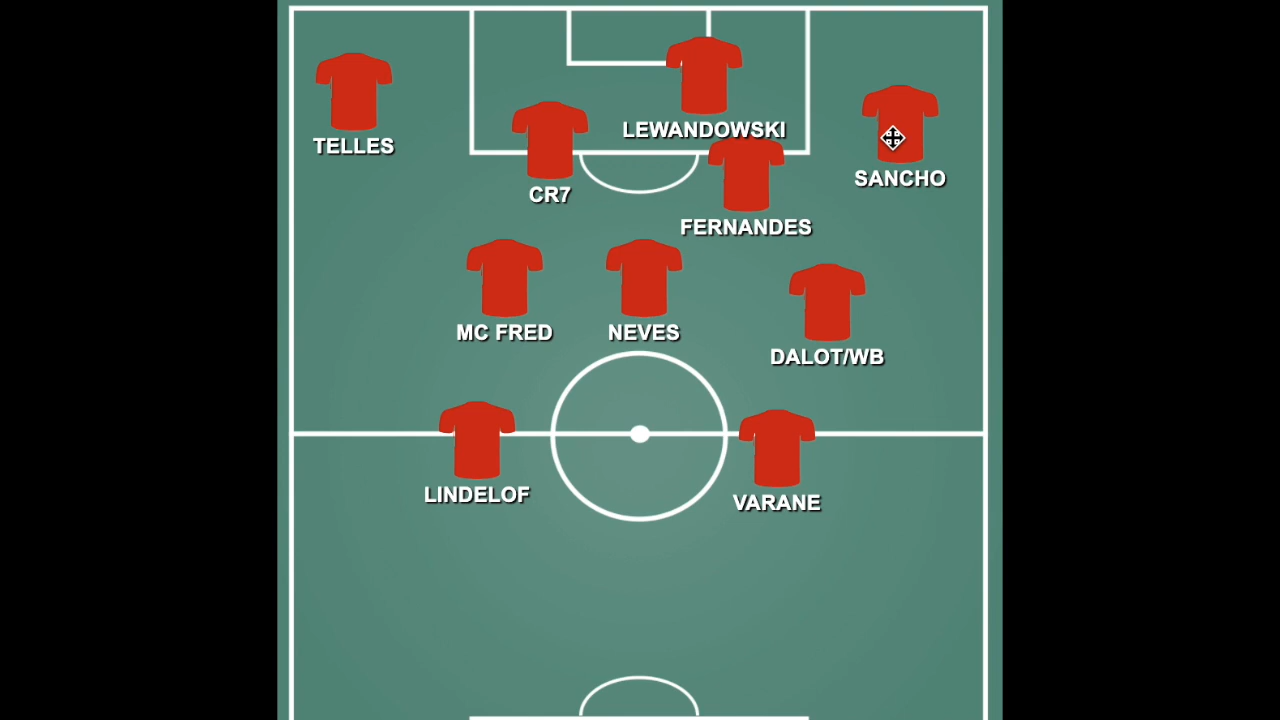 LEWANDOWSKI
TELLES
SANCHO
CR7
FERNANDES
MC FRED
NEVES
DALOT/WB
LINDELOF
VARANE